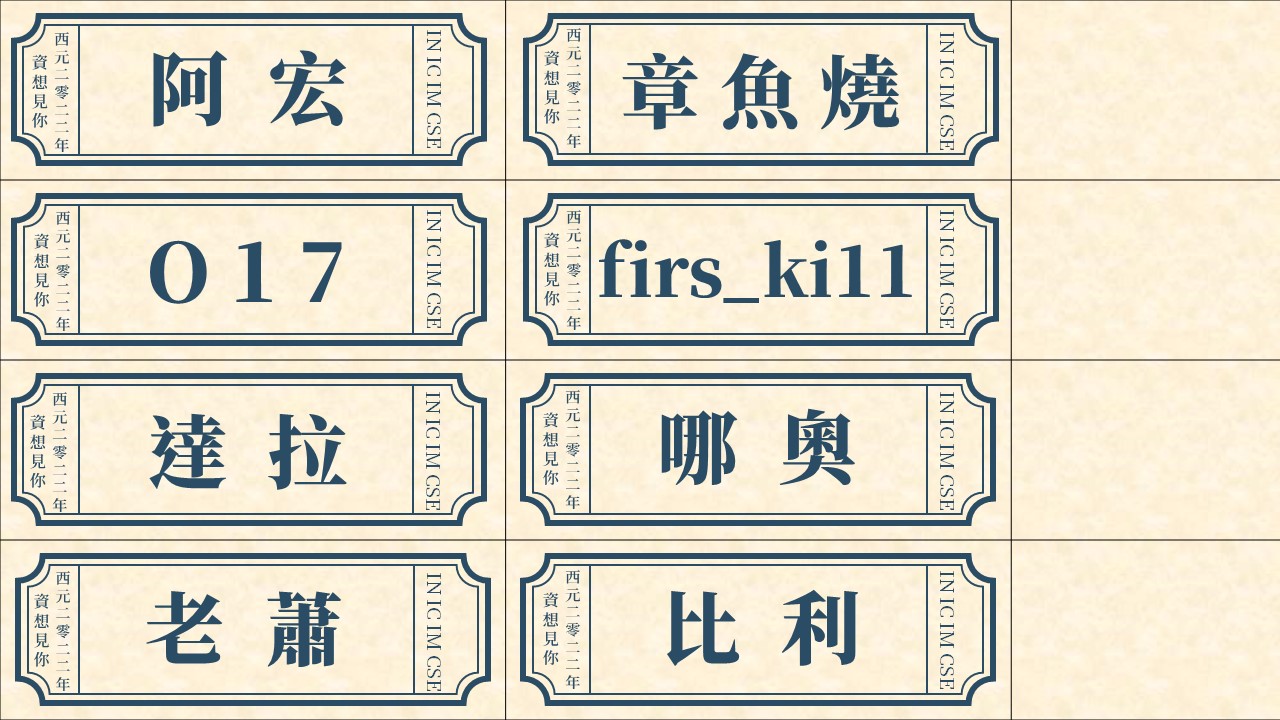 西元二零二二年
資想見你
阿宏
IN IC IM CSE
西元二零二二年
資想見你
章魚燒
IN IC IM CSE
西元二零二二年
資想見你
O17
IN IC IM CSE
西元二零二二年
資想見你
firs_ki11
IN IC IM CSE
西元二零二二年
資想見你
達拉
IN IC IM CSE
西元二零二二年
資想見你
哪奧
IN IC IM CSE
西元二零二二年
資想見你
老蕭
IN IC IM CSE
西元二零二二年
資想見你
比利
IN IC IM CSE